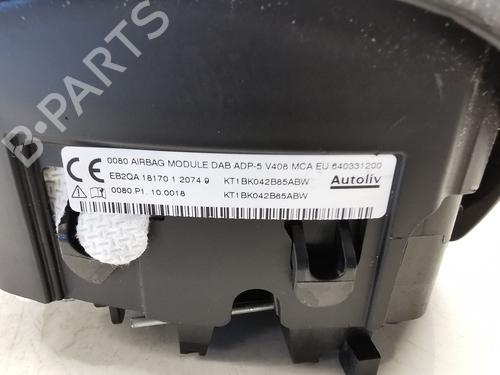 B-PARTS
0080 AIRBAG MODULE DAB ADP-5 V408 MCA EU 640331200
CE EB2QA 18170 1 2074 9 KT1BK042B85ABW Autoliv
0080.P1. 10.0018 KT1BK042B85ABW